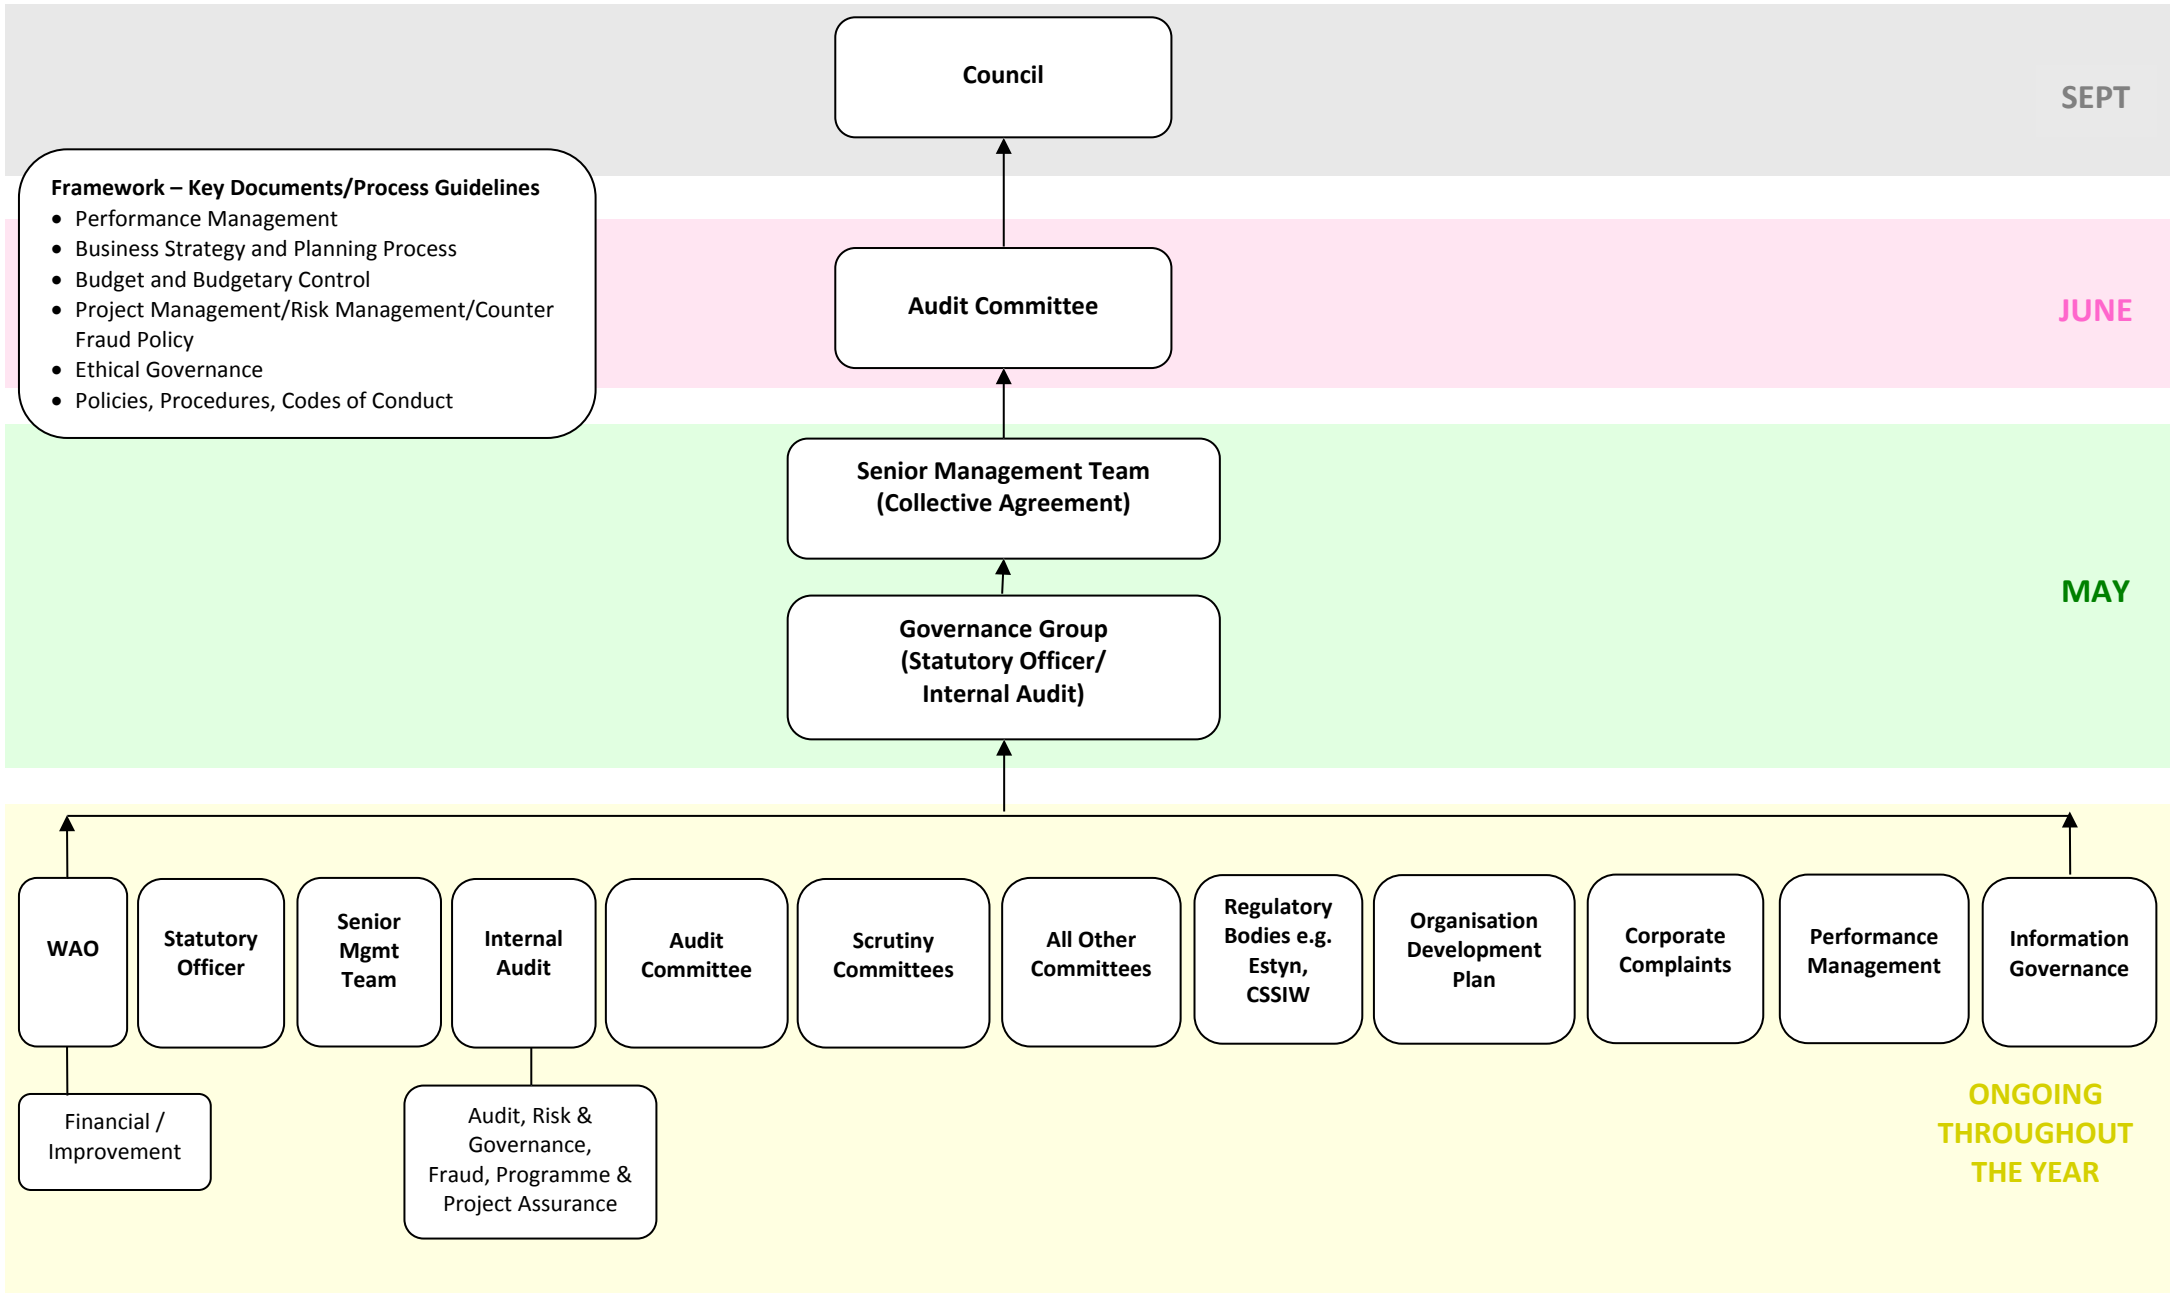 Council
SEPT
Framework – Key Documents/Process Guidelines
• Performance Management
• Business Strategy and Planning Process
• Budget and Budgetary Control
• Project Management/Risk Management/Counter
Fraud Policy
• Ethical Governance
• Policies, Procedures, Codes of Conduct
Audit Committee
JUNE
Senior Management Team
(Collective Agreement)
MAY
Governance Group
(Statutory Officer/
Internal Audit)
WAO
Statutory
Officer
Senior
Mgmt
Team
Internal
Audit
Audit
Committee
Scrutiny
Committees
All Other
Committees
Regulatory
Bodies e.g.
Estyn,
CSSIW
Organisation
Development
Plan
Corporate
Complaints
Performance
Management
Information
Governance
Financial /
Improvement
Audit, Risk &
Governance,
Fraud, Programme &
Project Assurance
ONGOING
THROUGHOUT
THE YEAR